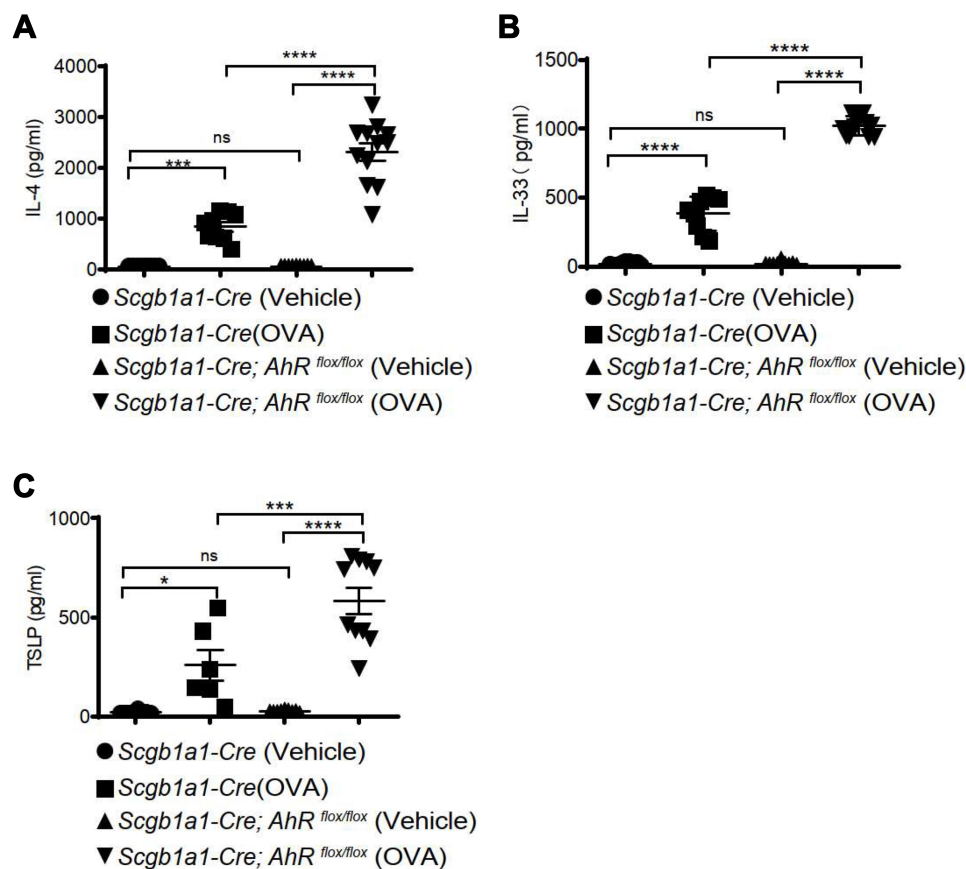 A
IL-4 (pg/ml)
4000
3000
2000
1000
0
****
****
ns
***
● Scgb1a1-Cre (Vehicle)
■ Scgb1a1-Cre(OVA)
▲ Scgb1a1-Cre; AhR flox/flox (Vehicle)
▼ Scgb1a1-Cre; AhR flox/flox (OVA)
B
IL-33( pg/ml)
1500
1000
500
0
****
****
ns
****
● Scgb1a1-Cre (Vehicle)
■ Scgb1a1-Cre(OVA)
▲ Scgb1a1-Cre; AhR flox/flox (Vehicle)
▼ Scgb1a1-Cre; AhR flox/flox (OVA)
C
TSLP (pg/ml)
1000
500
0
***
****
ns
*
● Scgb1a1-Cre (Vehicle)
■ Scgb1a1-Cre(OVA)
▲ Scgb1a1-Cre; AhR flox/flox (Vehicle)
▼ Scgb1a1-Cre; AhR flox/flox (OVA)